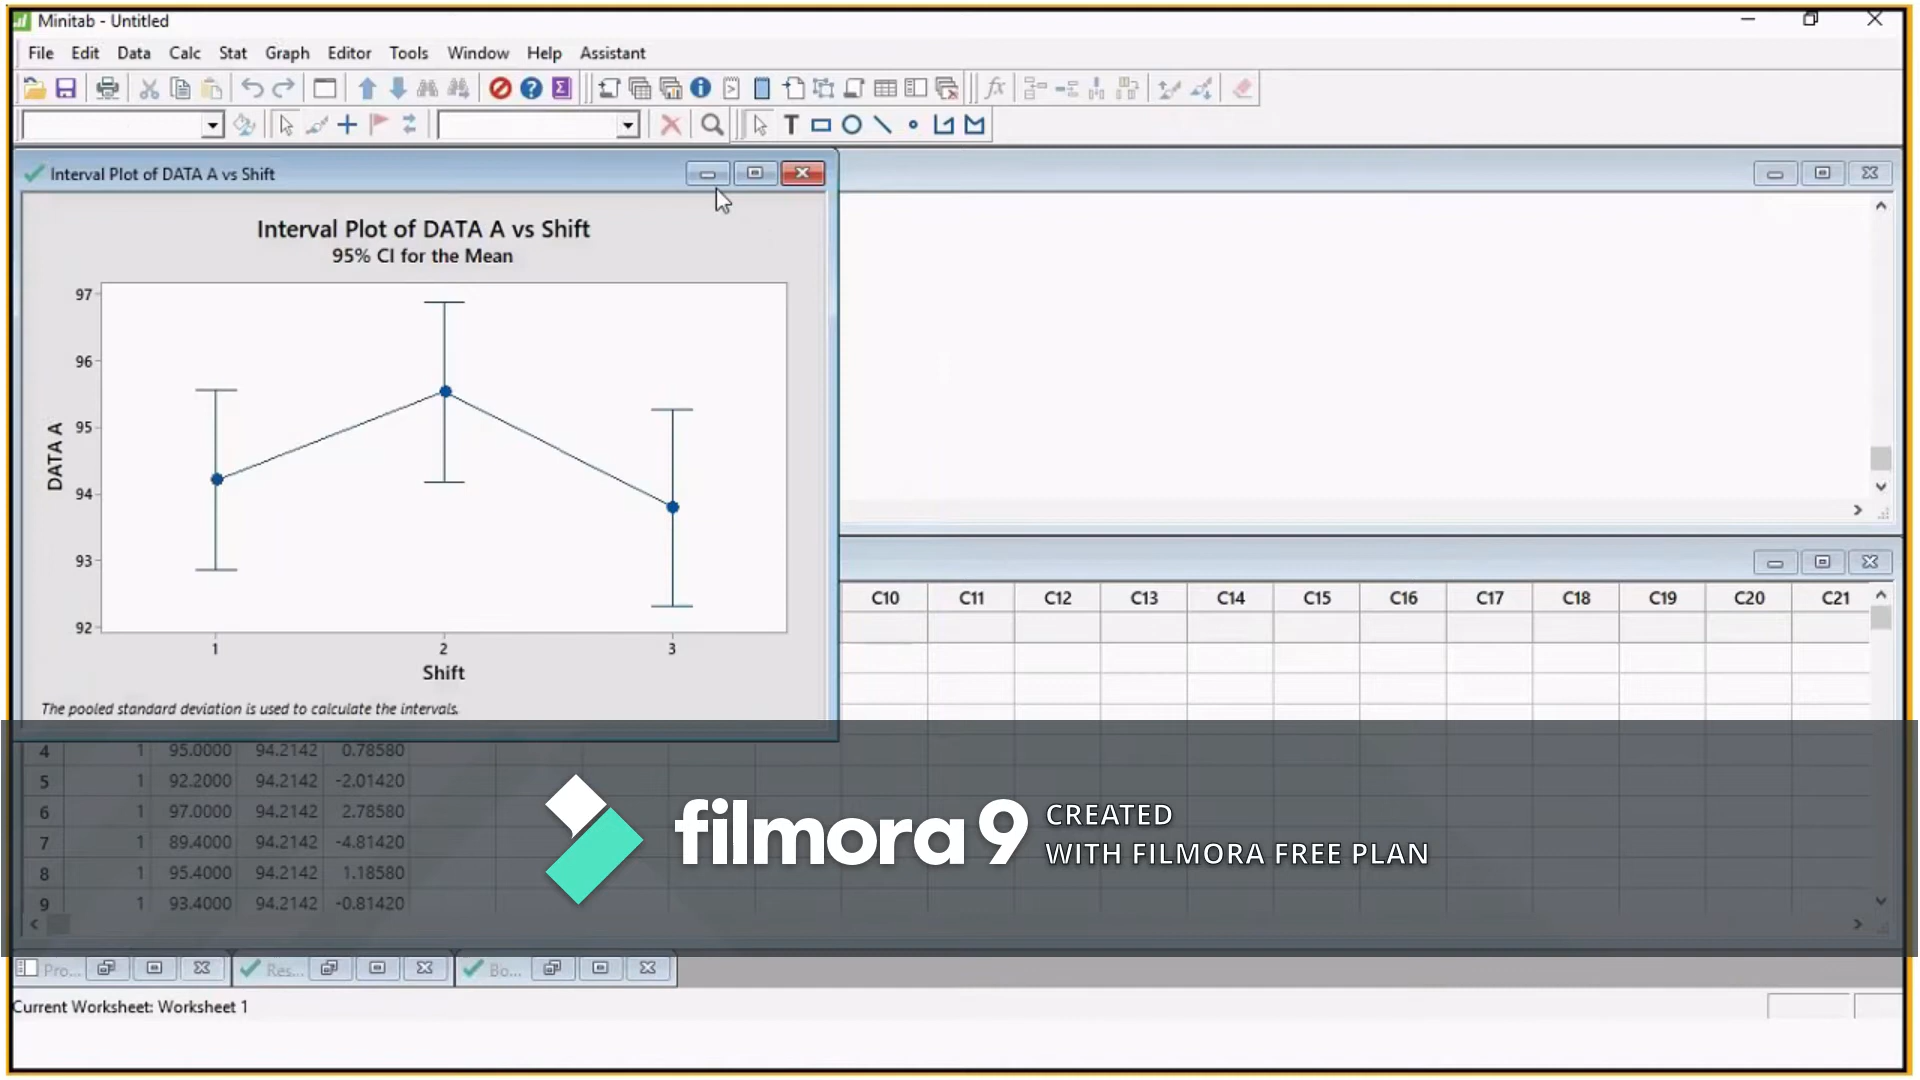 Minitab - Untitled
File Edit Data Calc Stat Graph Editor Tools Window Help Assistant
Interval Plot of DATA A vs Shift
Interval Plot of DATA A vs Shift
95% CI for the Mean
97
96
95
94
93
92
DATA A
1 2 3
Shift
The pooled standard deviation is used to calculate the intervals.
C10 C11 C12 C13 C14 C15 C16 C17 C18 C19 C20 C21
4 1 95.0000 94.2142 0.78580
5 1 92.2000 94.2142 -2.01420
6 1 97.0000 94.2142 2.78580
7 1 89.4000 94.2142 -4.81420
8 1 95.4000 94.2142 1.18580
9 1 93.4000 94.2142 -0.81420
filmora 9 CREATED
WITH FILMORA FREE PLAN
Pro... Res... Bo...
Current Worksheet: Worksheet 1